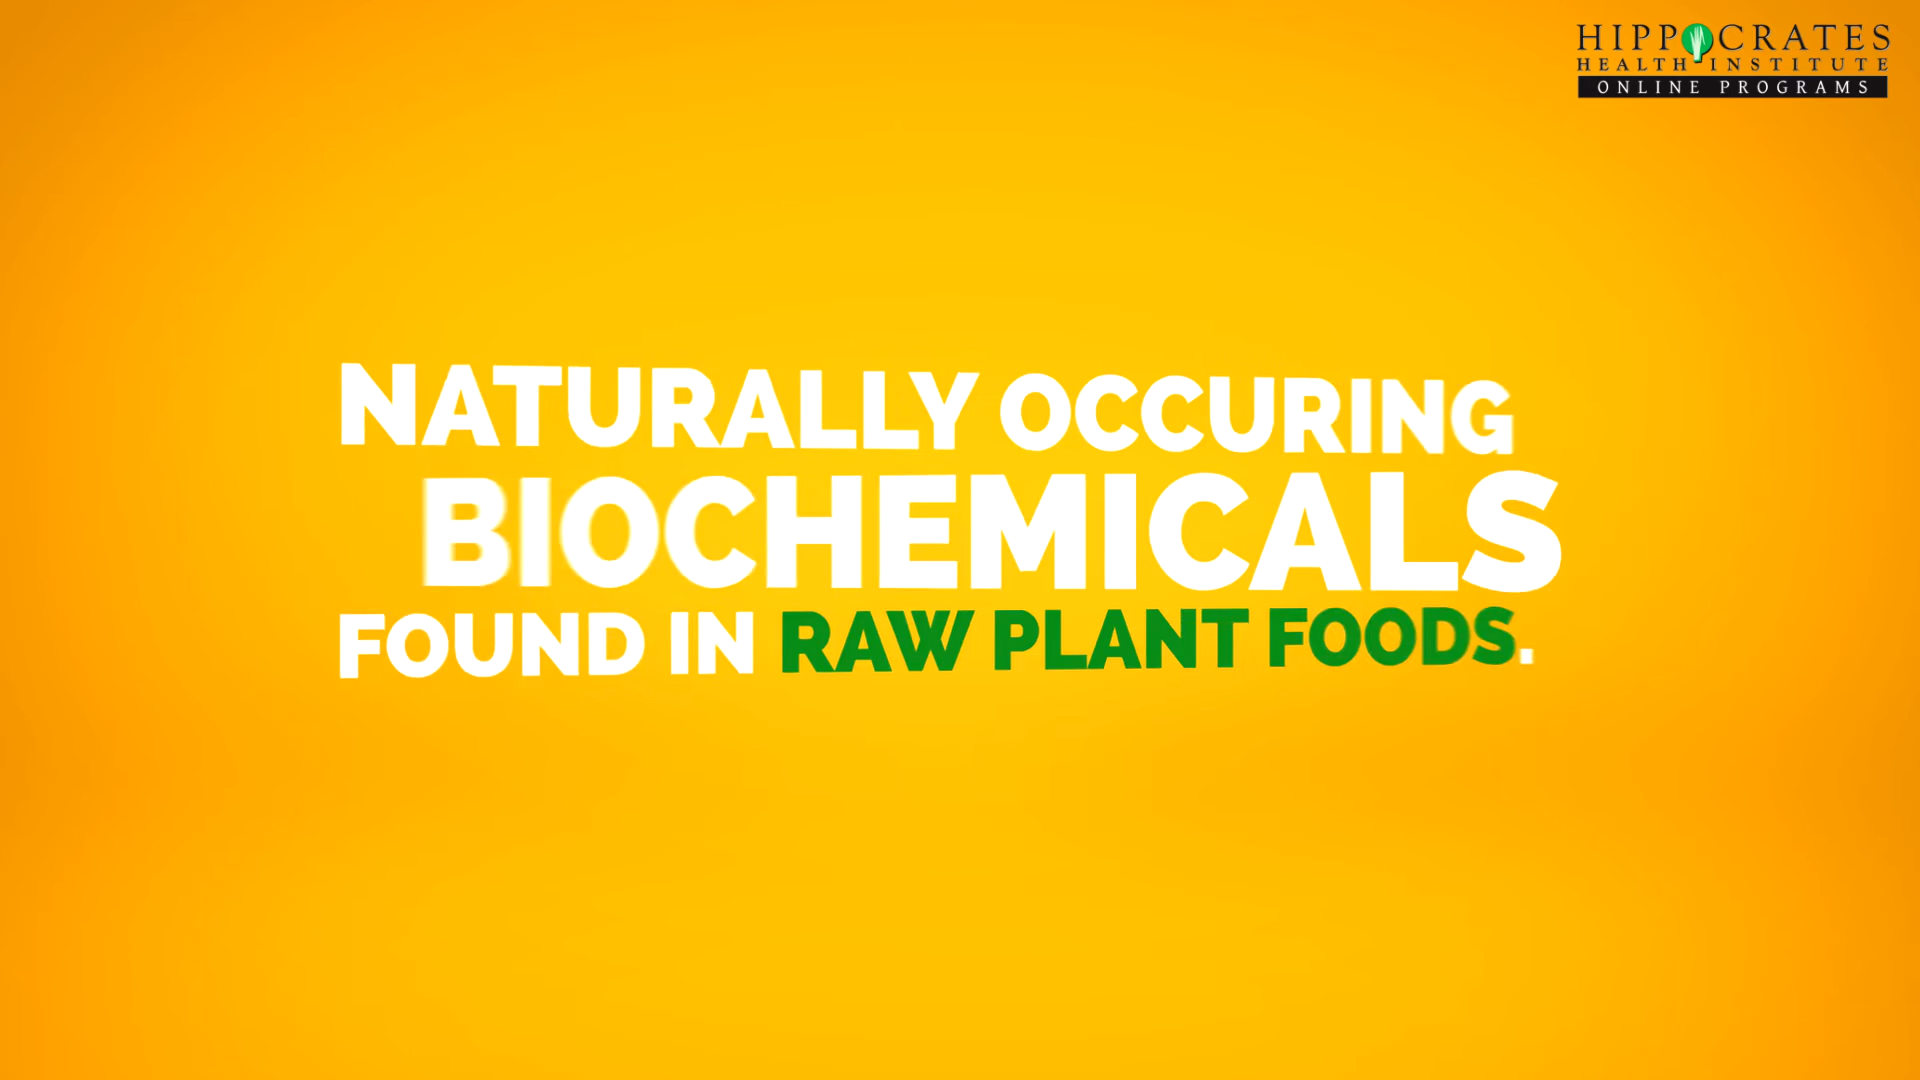 HIPPOCRATES
HEALTH INSTITUTE
ONLINE PROGRAMS
NATURALLY OCCURING
BIOCHEMICALS
FOUND IN RAW PLANT FOODS.